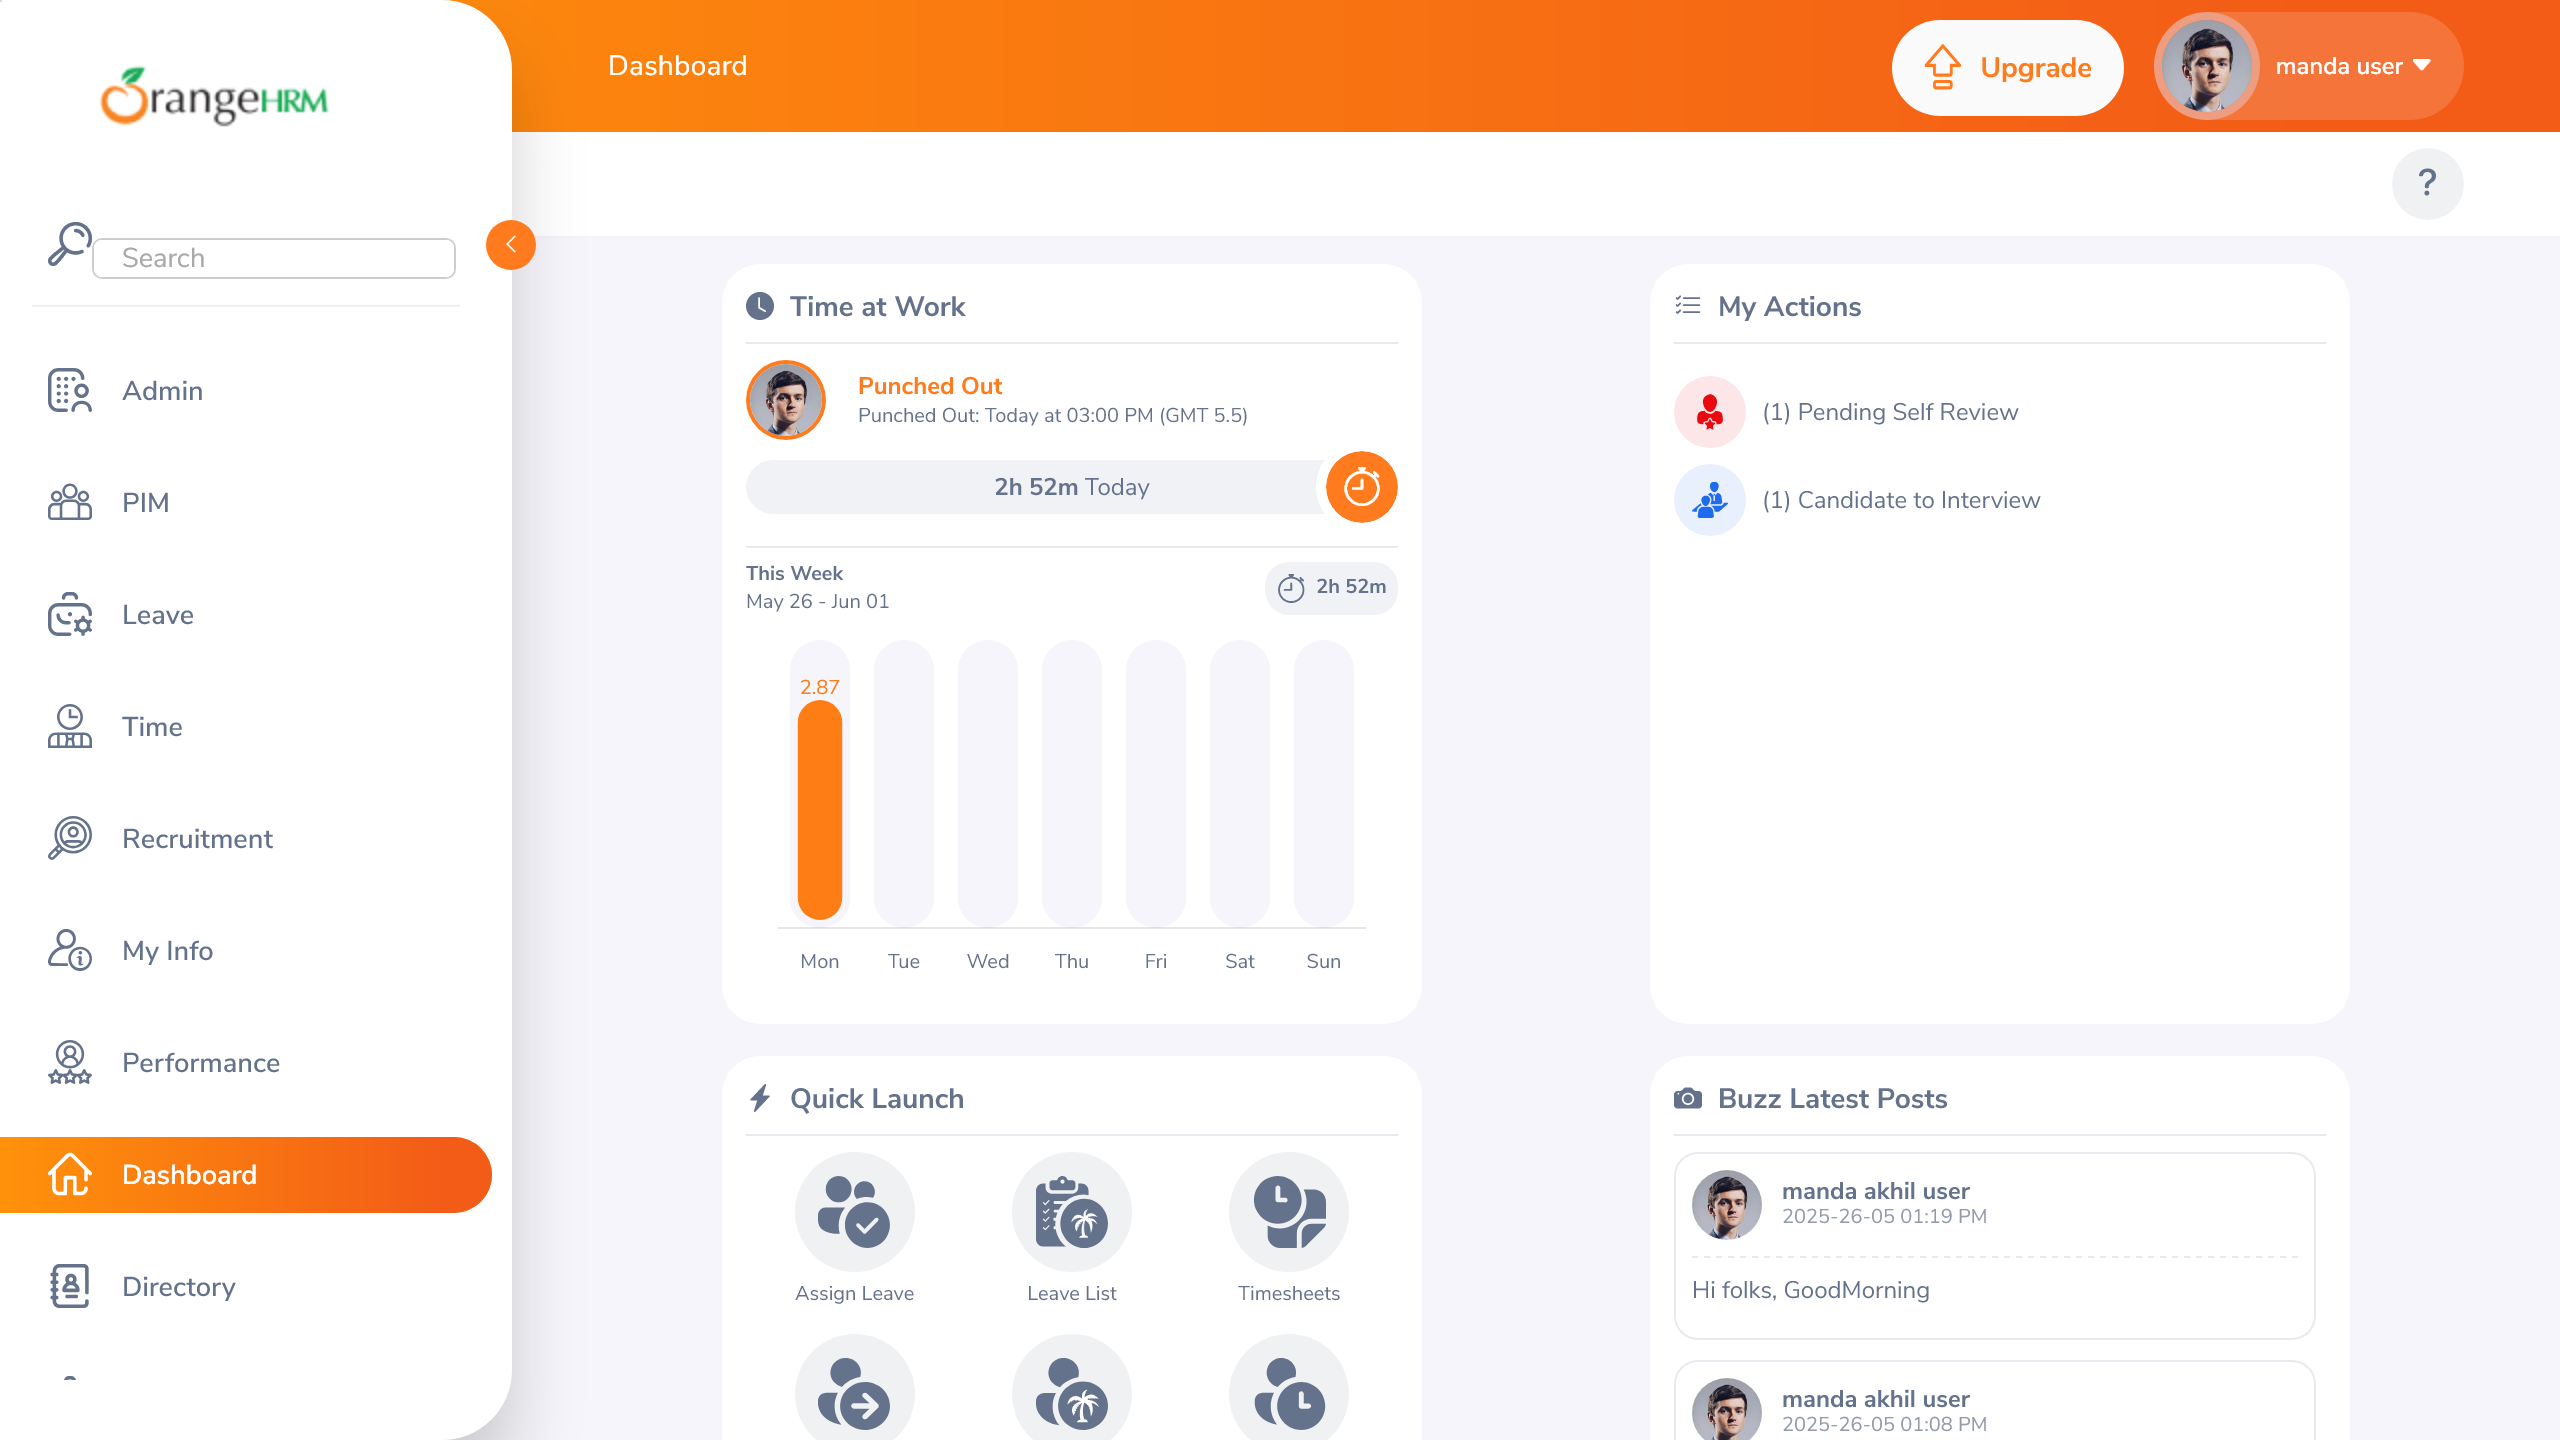 OrangeHRM
Search
Admin
PIM
Leave
Time
Recruitment
My Info
Performance
Dashboard
Directory
Dashboard
Upgrade
manda user
?
Time at Work
Punched Out
Punched Out: Today at 03:00 PM (GMT 5.5)
2h 52m Today
This Week
May 26 - Jun 01
2h 52m
2.87
Mon Tue Wed Thu Fri Sat Sun
My Actions
(1) Pending Self Review
(1) Candidate to Interview
Quick Launch
Assign Leave
Leave List
Timesheets
Buzz Latest Posts
manda akhil user
2025-26-05 01:19 PM
Hi folks, GoodMorning
manda akhil user
2025-26-05 01:08 PM